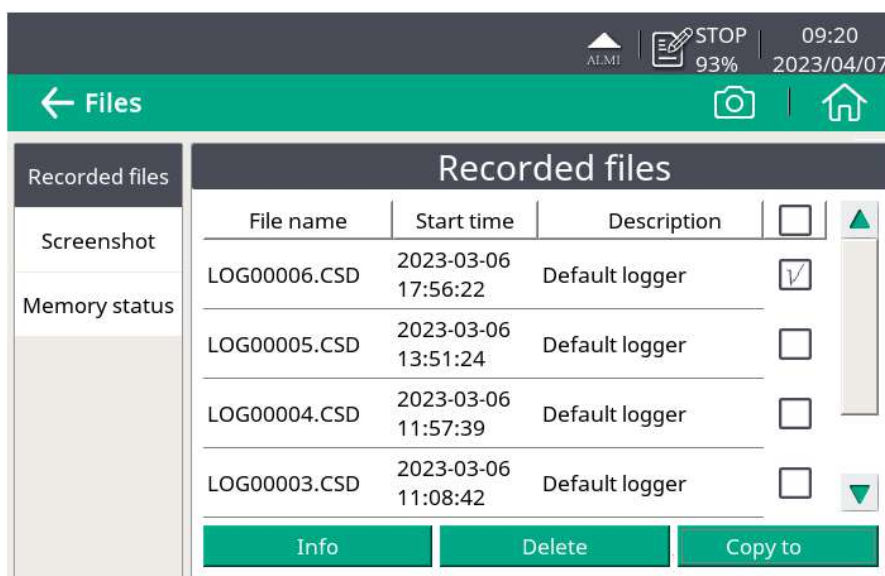 ALMI
STOP
93%
09:20
2023/04/07
Files
Recorded files
Screenshot
Memory status
Recorded files
File name Start time Description
LOG00006.CSD 2023-03-06 17:56:22 Default logger
LOG00005.CSD 2023-03-06 13:51:24 Default logger
LOG00004.CSD 2023-03-06 11:57:39 Default logger
LOG00003.CSD 2023-03-06 11:08:42 Default logger
Info Delete Copy to